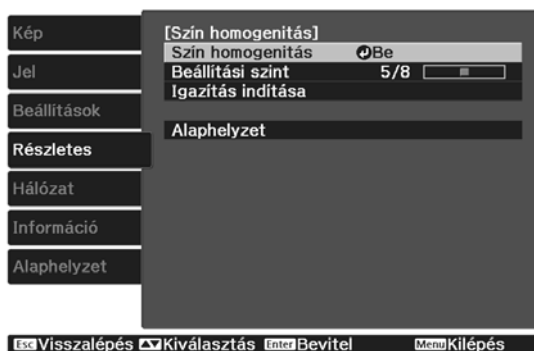 Kép
Jel
Beállítások
Részletes
Hálózat
Információ
Alaphelyzet
[Szín homogenitás]
Szín homogenitás Be
Beállítási szint 5/8
Igazítás indítása
Alaphelyzet
Esc Visszalépés Kiválasztás Enter Bevitel Menu Kilépés